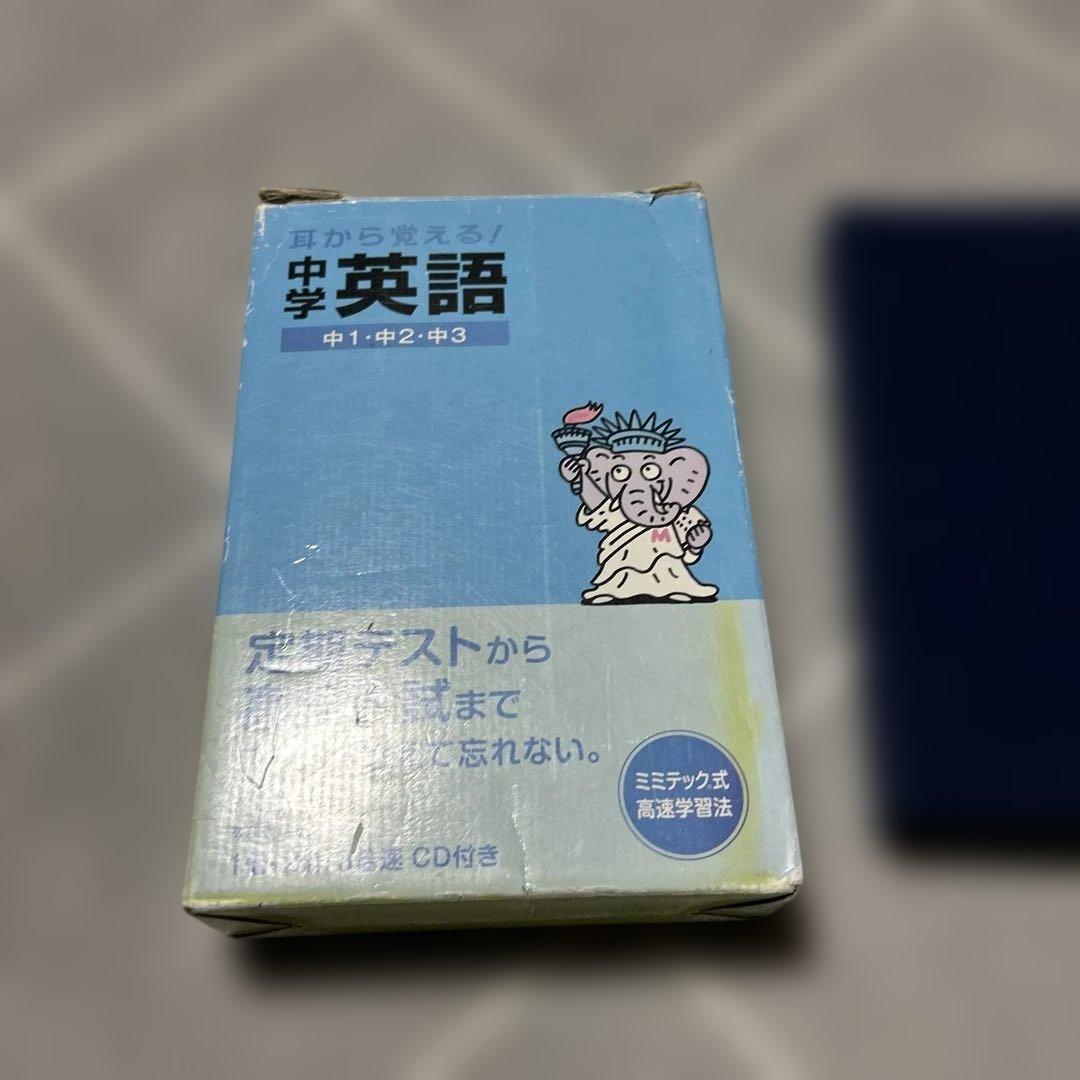 耳から覚える!
中学 英語
中1・中2・中3
M
定期テストから
試まで
て忘れない。
ミミテック式
高速学習法
倍速 CD付き